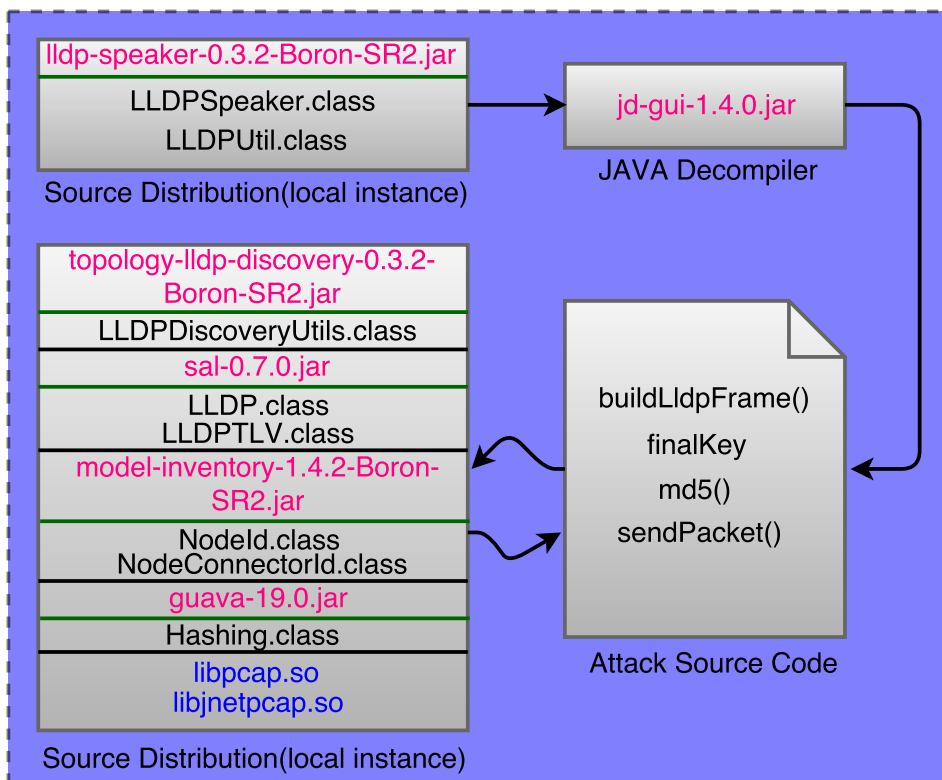 lldp-speaker-0.3.2-Boron-SR2.jar
LLDPSpeaker.class
LLDPUtil.class
Source Distribution(local instance)
jd-gui-1.4.0.jar
JAVA Decompiler
topology-lldp-discovery-0.3.2-
Boron-SR2.jar
LLDPDiscoveryUtils.class
sal-0.7.0.jar
LLDP.class
LLDPTLV.class
model-inventory-1.4.2-Boron-
SR2.jar
NodeId.class
NodeConnectorId.class
guava-19.0.jar
Hashing.class
libpcap.so
libjnetpcap.so
Source Distribution(local instance)
buildLldpFrame()
finalKey
md5()
sendPacket()
Attack Source Code